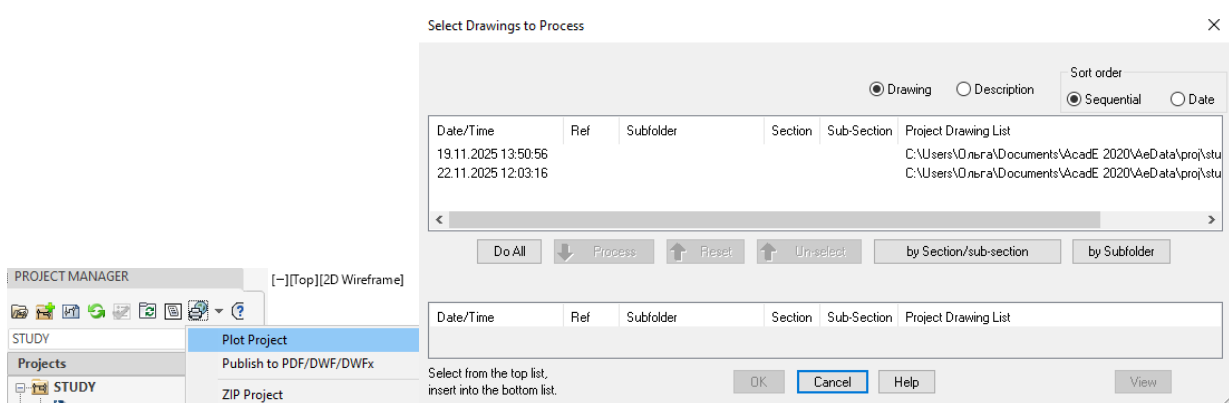 Select Drawings to Process
Sort order
Drawing Description Sequential Date
Date/Time Ref Subfolder Section Sub-Section Project Drawing List
19.11.2025 13:50:56 C:\Users\Ольга\Documents\AcadE 2020\AeData\proj\stu
22.11.2025 12:03:16 C:\Users\Ольга\Documents\AcadE 2020\AeData\proj\stu
Do All Process Reset Un-select by Section/sub-section by Subfolder
Date/Time Ref Subfolder Section Sub-Section Project Drawing List
Select from the top list,
insert into the bottom list.
OK Cancel Help View
PROJECT MANAGER
[–][Top][2D Wireframe]
STUDY
Projects
STUDY
Plot Project
Publish to PDF/DWF/DWFx
ZIP Project